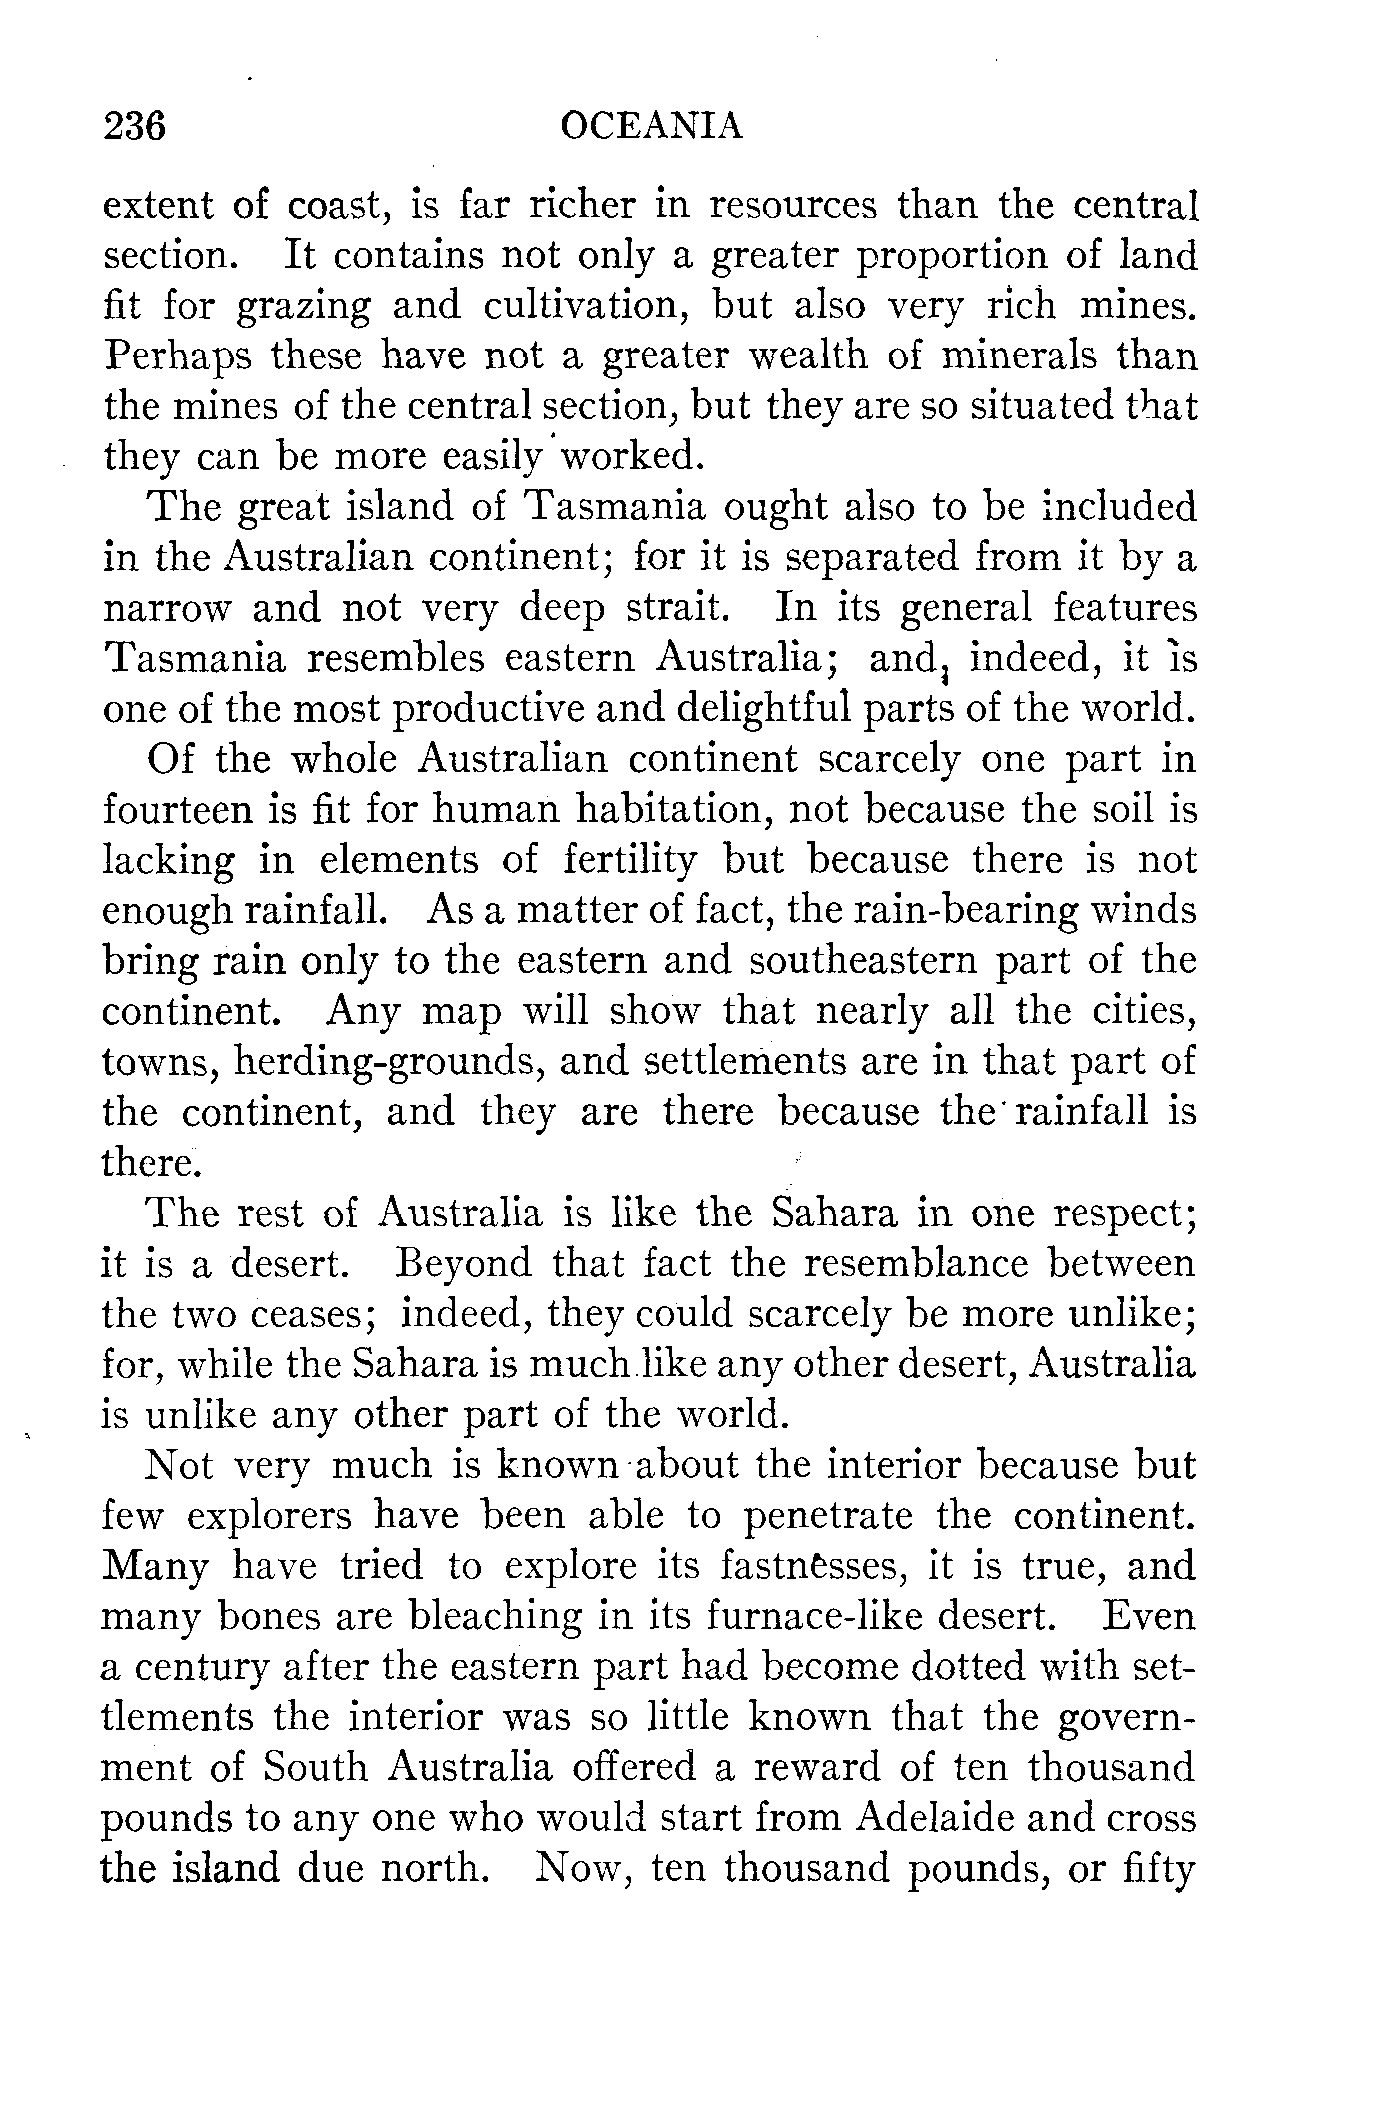 236 OCEANIA
extent of coast, is far richer in resources than the central
section. It contains not only a greater proportion of land
fit for grazing and cultivation, but also very rich mines.
Perhaps these have not a greater wealth of minerals than
the mines of the central section, but they are so situated that
they can be more easily worked.
The great island of Tasmania ought also to be included
in the Australian continent; for it is separated from it by a
narrow and not very deep strait. In its general features
Tasmania resembles eastern Australia; and, indeed, it is
one of the most productive and delightful parts of the world.
Of the whole Australian continent scarcely one part in
fourteen is fit for human habitation, not because the soil is
lacking in elements of fertility but because there is not
enough rainfall. As a matter of fact, the rain-bearing winds
bring rain only to the eastern and southeastern part of the
continent. Any map will show that nearly all the cities,
towns, herding-grounds, and settlements are in that part of
the continent, and they are there because the rainfall is
there.
The rest of Australia is like the Sahara in one respect;
it is a desert. Beyond that fact the resemblance between
the two ceases; indeed, they could scarcely be more unlike;
for, while the Sahara is much like any other desert, Australia
is unlike any other part of the world.
Not very much is known about the interior because but
few explorers have been able to penetrate the continent.
Many have tried to explore its fastnesses, it is true, and
many bones are bleaching in its furnace-like desert. Even
a century after the eastern part had become dotted with set-
tlements the interior was so little known that the govern-
ment of South Australia offered a reward of ten thousand
pounds to any one who would start from Adelaide and cross
the island due north. Now, ten thousand pounds, or fifty